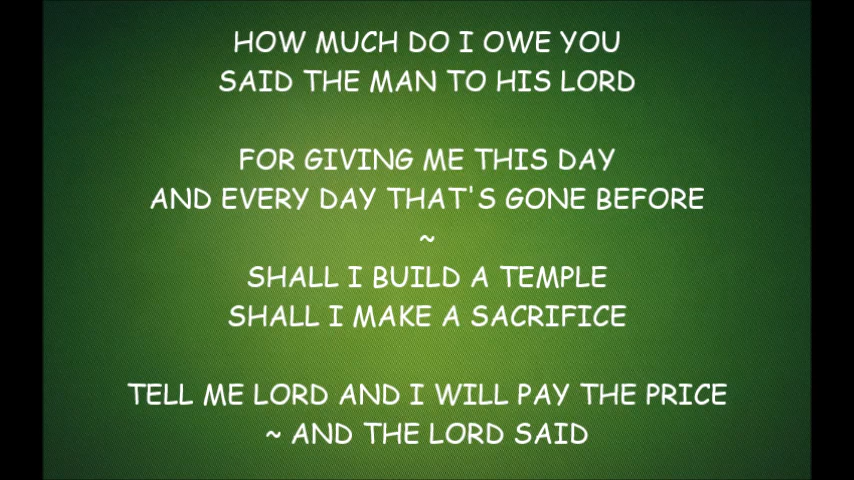 HOW MUCH DO I OWE YOU
SAID THE MAN TO HIS LORD
FOR GIVING ME THIS DAY
AND EVERY DAY THAT'S GONE BEFORE
~
SHALL I BUILD A TEMPLE
SHALL I MAKE A SACRIFICE
TELL ME LORD AND I WILL PAY THE PRICE
~ AND THE LORD SAID